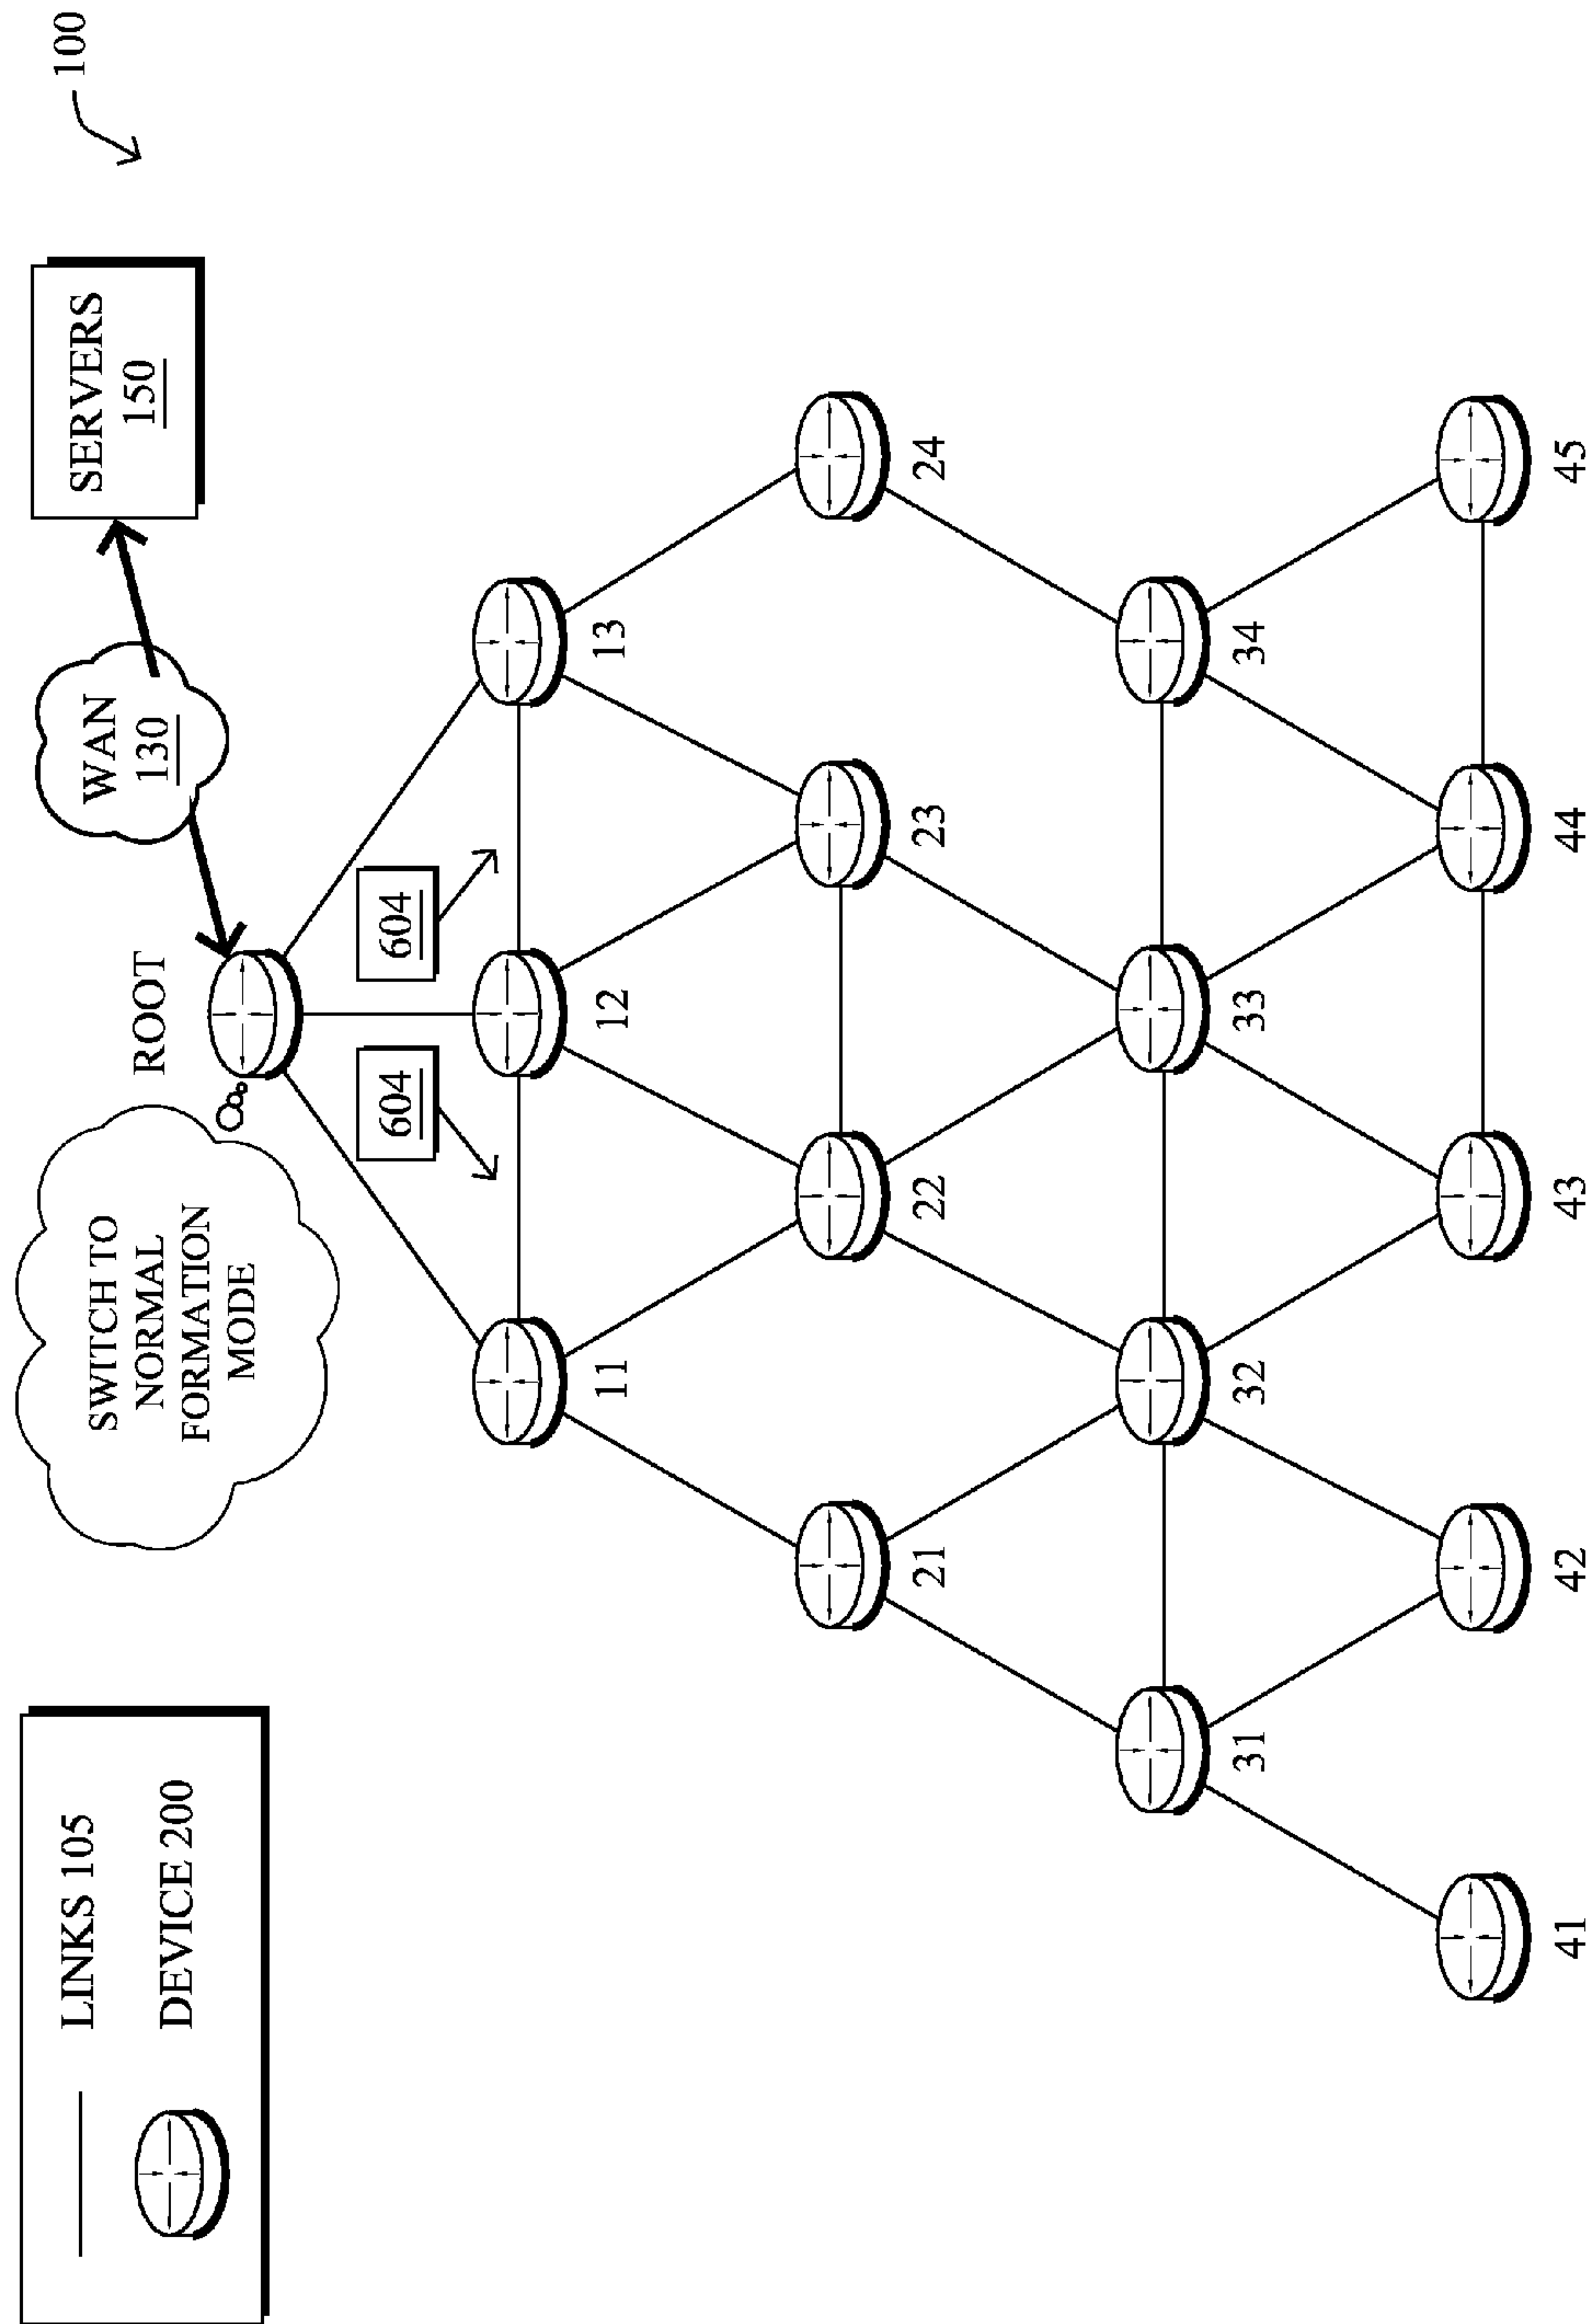 100
LINKS 105
DEVICE 200
SWITCH TO
NORMAL
FORMATION
MODE
ROOT
WAN
130
SERVERS
150
604
604
11
12
13
21
22
23
24
31
32
33
34
41
42
43
44
45